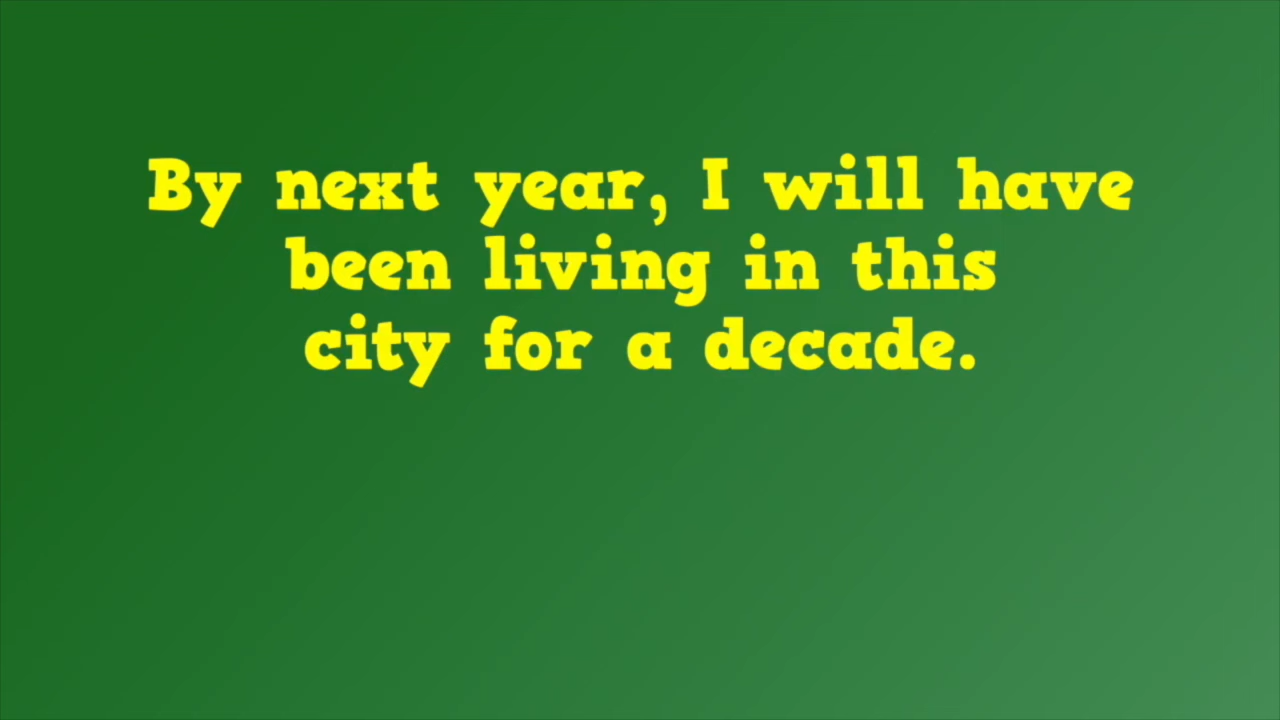 By next year, I will have
been living in this
city for a decade.